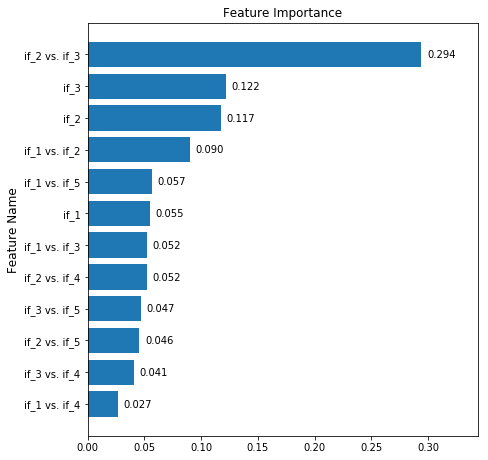 Feature Importance
Feature Name
if_2 vs. if_3 0.294
if_3 0.122
if_2 0.117
if_1 vs. if_2 0.090
if_1 vs. if_5 0.057
if_1 0.055
if_1 vs. if_3 0.052
if_2 vs. if_4 0.052
if_3 vs. if_5 0.047
if_2 vs. if_5 0.046
if_3 vs. if_4 0.041
if_1 vs. if_4 0.027
0.00 0.05 0.10 0.15 0.20 0.25 0.30